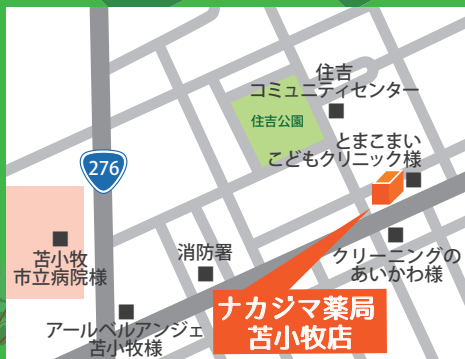 住吉
コミュニティセンター
住吉公園
とまこまい
こどもクリニック様
276
苫小牧
市立病院様
消防署
クリーニングの
あいかわ様
ナカジマ薬局
苫小牧店
アールベルアンジェ
苫小牧様